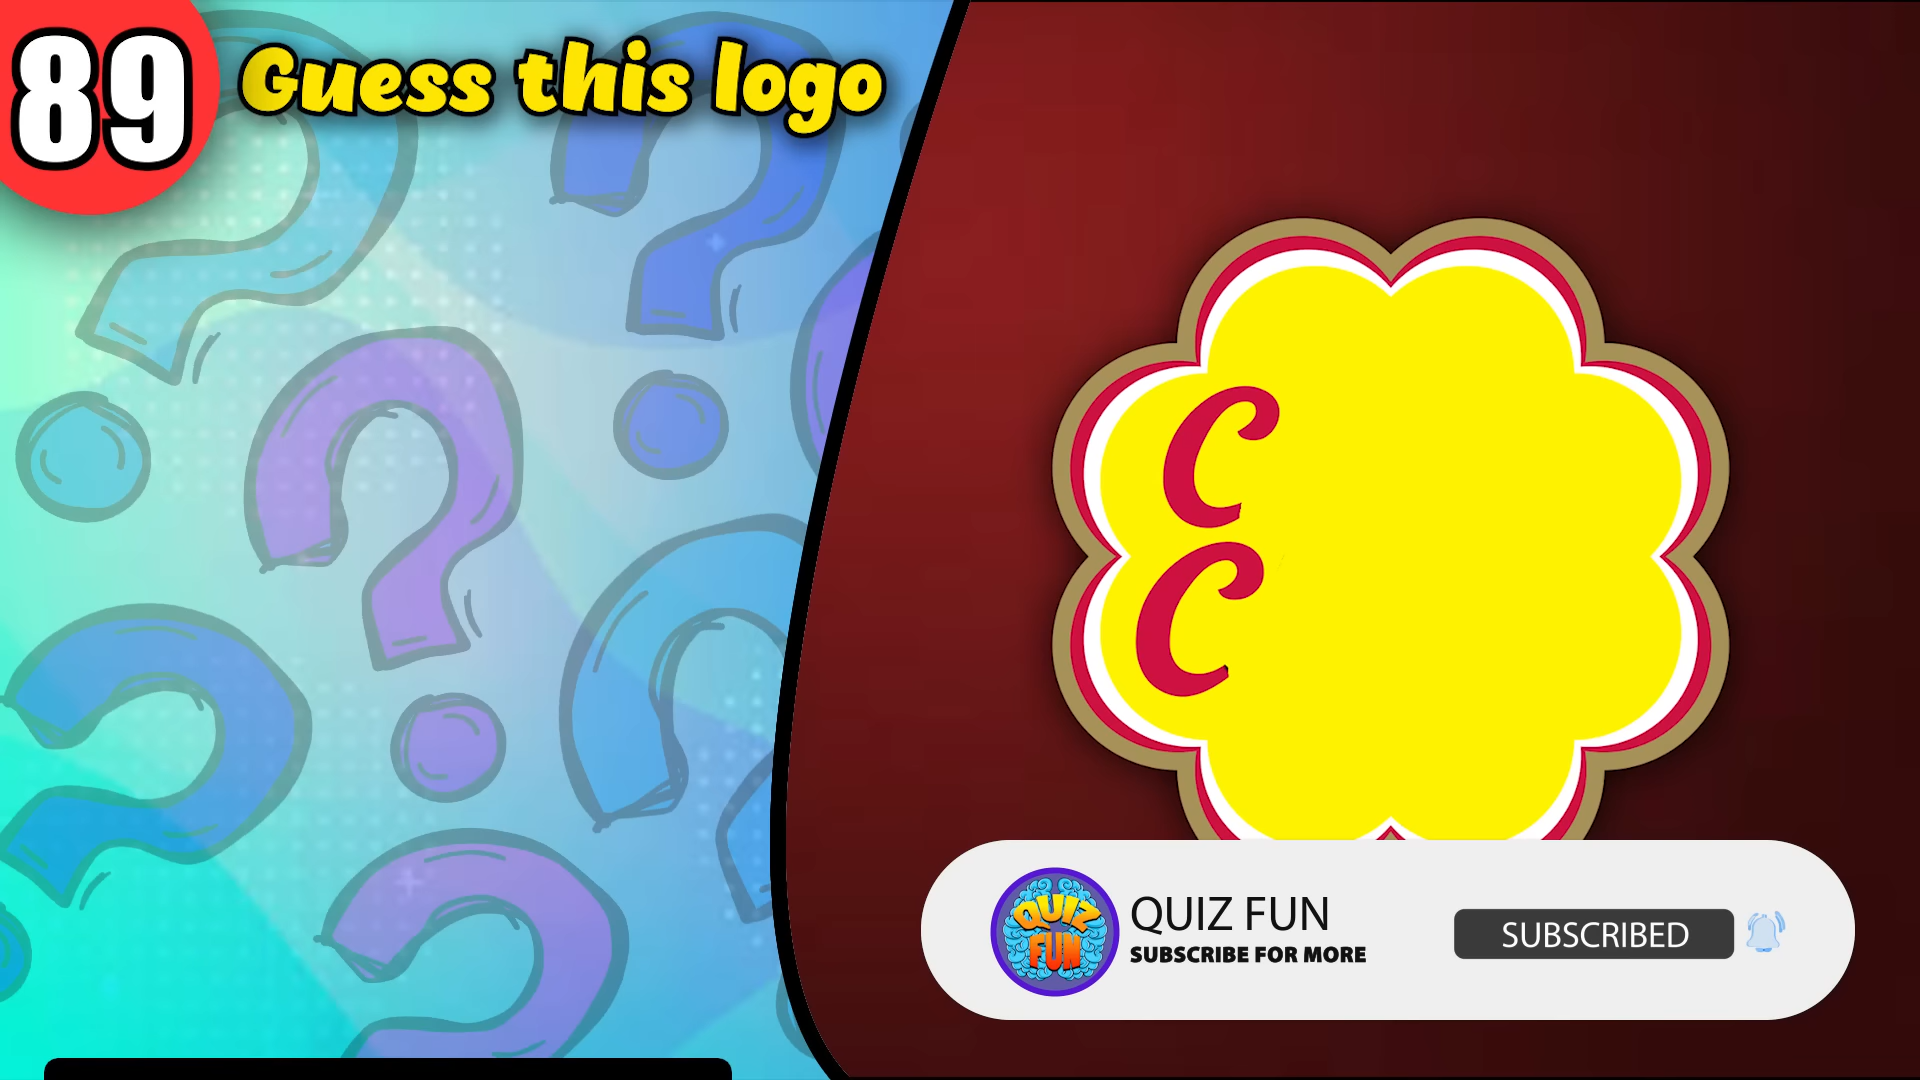 89
Guess this logo
C
C
QUIZ FUN
QUIZ FUN
SUBSCRIBE FOR MORE
SUBSCRIBED